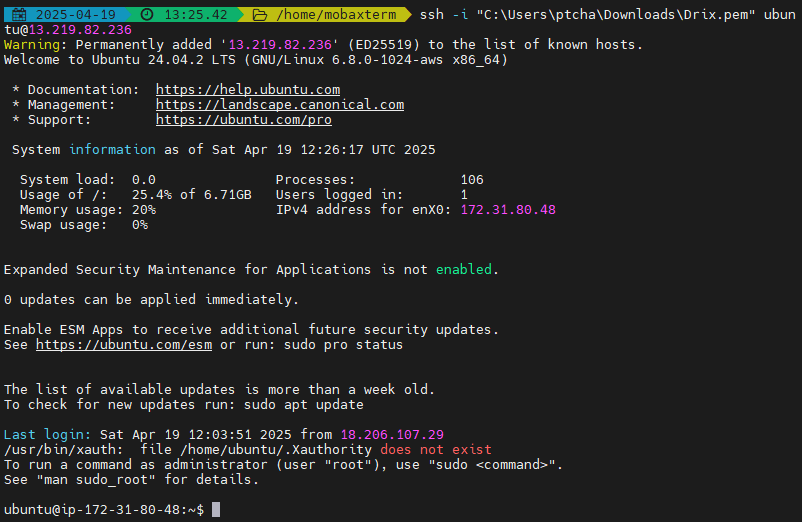 2025-04-19 13:25.42 /home/mobaxterm ssh -i "C:\Users\ptcha\Downloads\Drix.pem" ubun
tu@13.219.82.236
Warning: Permanently added '13.219.82.236' (ED25519) to the list of known hosts.
Welcome to Ubuntu 24.04.2 LTS (GNU/Linux 6.8.0-1024-aws x86_64)
* Documentation:  https://help.ubuntu.com
* Management:     https://landscape.canonical.com
* Support:        https://ubuntu.com/pro
System information as of Sat Apr 19 12:26:17 UTC 2025
System load:  0.0               Processes:             106
Usage of /:   25.4% of 6.71GB   Users logged in:       1
Memory usage: 20%               IPv4 address for enX0: 172.31.80.48
Swap usage:   0%
Expanded Security Maintenance for Applications is not enabled.
0 updates can be applied immediately.
Enable ESM Apps to receive additional future security updates.
See https://ubuntu.com/esm or run: sudo pro status
The list of available updates is more than a week old.
To check for new updates run: sudo apt update
Last login: Sat Apr 19 12:03:51 2025 from 18.206.107.29
/usr/bin/xauth:  file /home/ubuntu/.Xauthority does not exist
To run a command as administrator (user "root"), use "sudo <command>".
See "man sudo_root" for details.
ubuntu@ip-172-31-80-48:~$